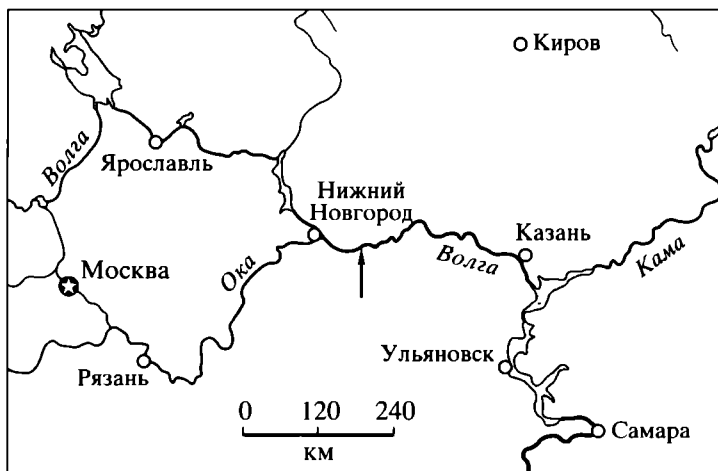 Киров
Волга
Ярославль
Нижний
Новгород
Казань
Ока
Волга
Кама
Москва
Ульяновск
Рязань
0 120 240
км
Самара